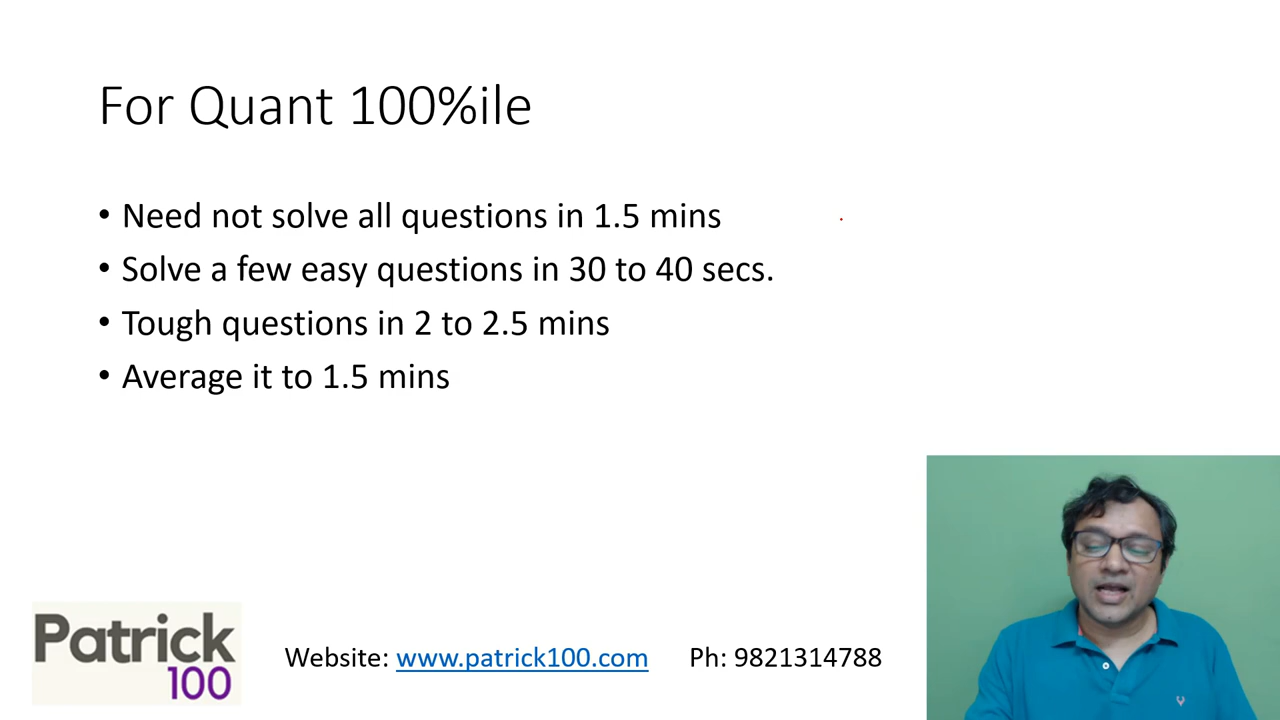 For Quant 100%ile
• Need not solve all questions in 1.5 mins
• Solve a few easy questions in 30 to 40 secs.
• Tough questions in 2 to 2.5 mins
• Average it to 1.5 mins
Patrick
100
Website: www.patrick100.com Ph: 9821314788